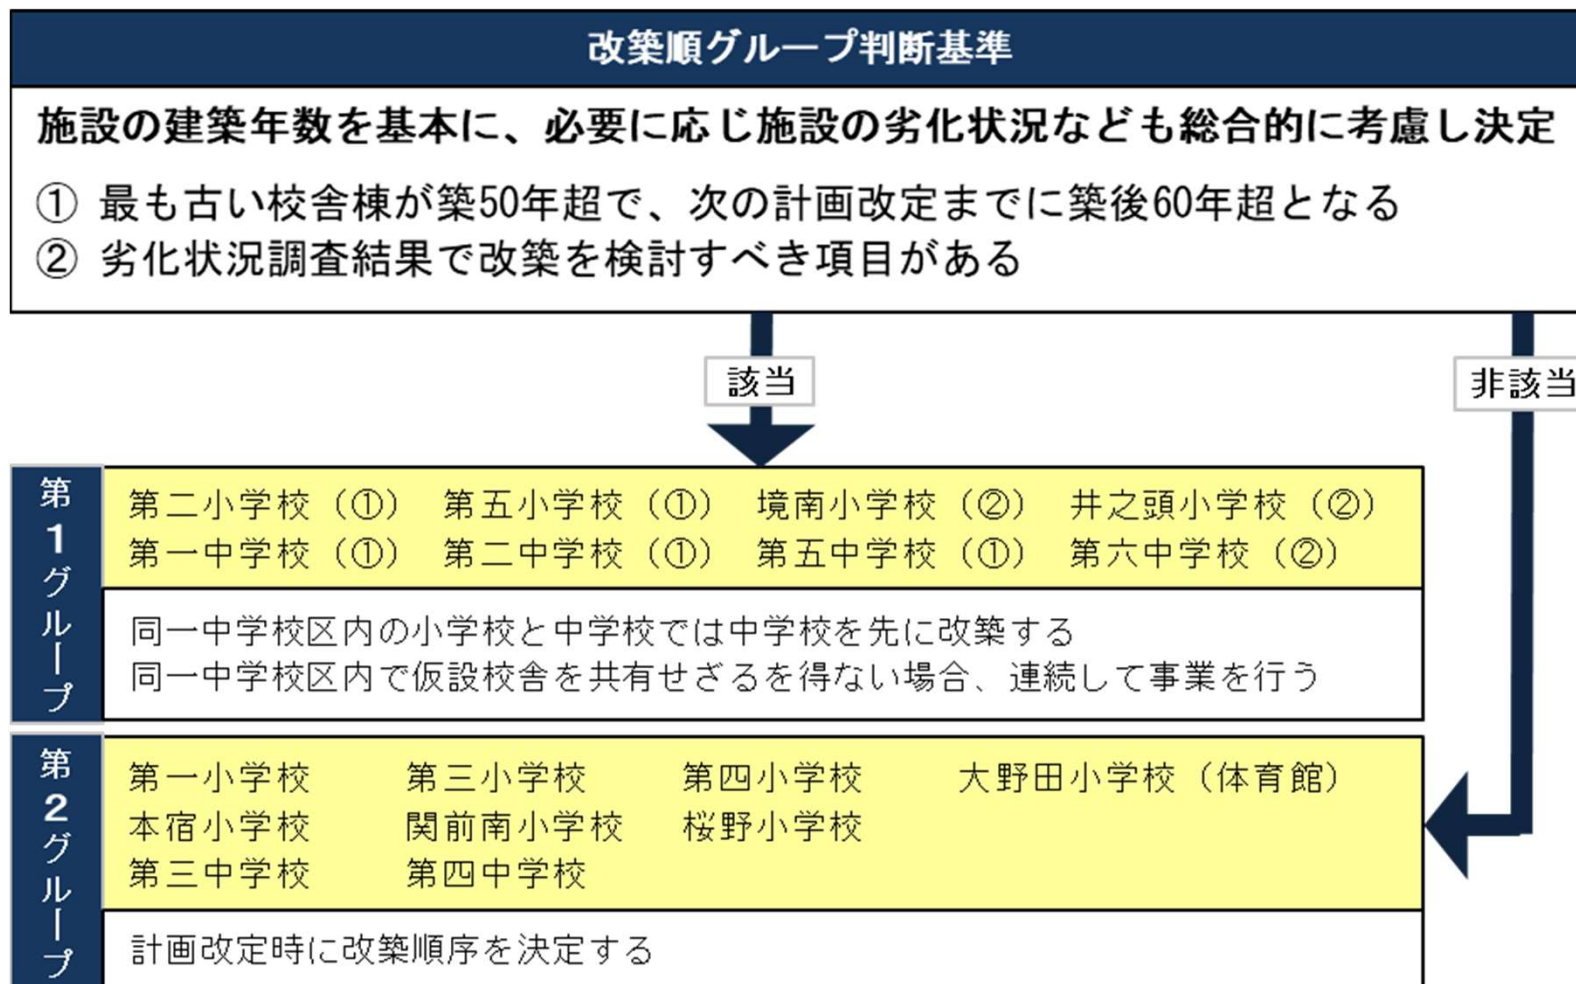 改築順グループ判断基準
施設の建築年数を基本に、必要に応じ施設の劣化状況なども総合的に考慮し決定
① 最も古い校舎棟が築50年超で、次の計画改定までに築後60年超となる
② 劣化状況調査結果で改築を検討すべき項目がある
該当
非該当
第1グループ
第二小学校（①） 第五小学校（①） 境南小学校（②） 井之頭小学校（②）
第一中学校（①） 第二中学校（①） 第五中学校（①） 第六中学校（②）
同一中学校区内の小学校と中学校では中学校を先に改築する
同一中学校区内で仮設校舎を共有せざるを得ない場合、連続して事業を行う
第2グループ
第一小学校 第三小学校 第四小学校 大野田小学校（体育館）
本宿小学校 関前南小学校 桜野小学校
第三中学校 第四中学校
計画改定時に改築順序を決定する